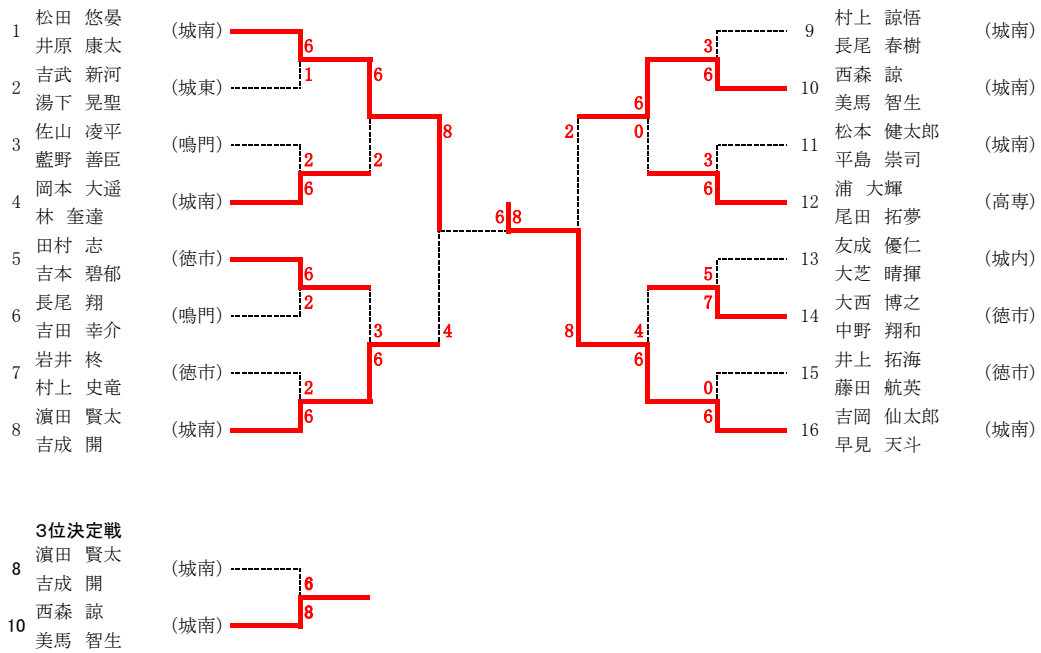 松田 悠晏
1 (城南)
井原 康太
6
吉武 新河
1
2 (城東)
湯下 晃聖
6
佐山 凌平
3 (鳴門)
藍野 善臣
2
2
岡本 大遥
6
4 (城南)
林 奎達
8
田村 志
5 (徳市)
吉本 碧郁
6
長尾 翔
2
6 (鳴門)
吉田 幸介
3
4
岩井 柊
6
7 (徳市)
村上 史竜
2
濵田 賢太
6
8 (城南)
吉成 開
6 8
村上 諒悟
9 (城南)
長尾 春樹
3
西森 諒
6
10 (城南)
美馬 智生
6
松本 健太郎
0
11 (城南)
平島 崇司
3
浦 大輝
6
12 (高専)
尾田 拓夢
2
友成 優仁
13 (城内)
大芝 晴揮
5
大西 博之
7
14 (徳市)
中野 翔和
8
4
井上 拓海
6
15 (徳市)
藤田 航英
0
吉岡 仙太郎
6
16 (城南)
早見 天斗
3位決定戦
濵田 賢太
8 (城南)
吉成 開
6
西森 諒
8
10 (城南)
美馬 智生